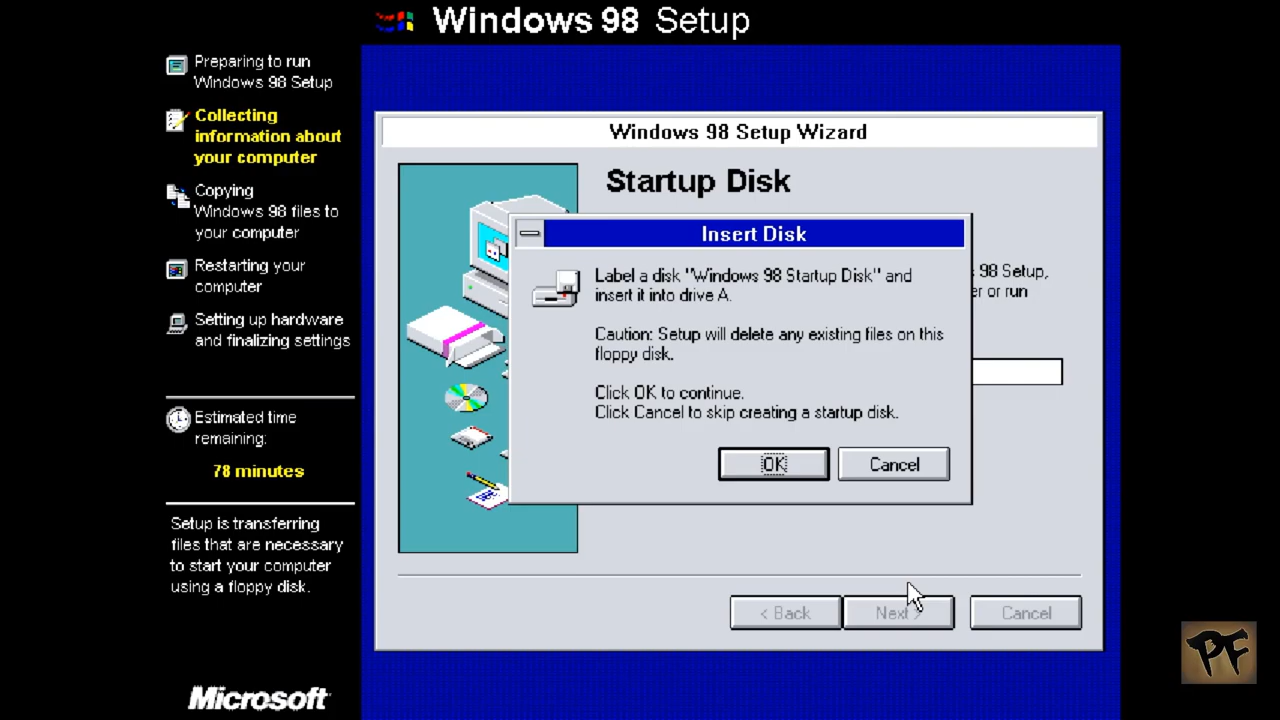 Windows 98 Setup
Preparing to run
Windows 98 Setup
Collecting
information about
your computer
Copying
Windows 98 files to
your computer
Restarting your
computer
Setting up hardware
and finalizing settings
Estimated time
remaining:
78 minutes
Setup is transferring
files that are necessary
to start your computer
using a floppy disk.
Microsoft
Windows 98 Setup Wizard
Startup Disk
98 Setup,
or run
Insert Disk
Label a disk "Windows 98 Startup Disk" and
insert it into drive A.
Caution: Setup will delete any existing files on this
floppy disk.
Click OK to continue.
Click Cancel to skip creating a startup disk.
OK
Cancel
< Back
Next >
Cancel
PF